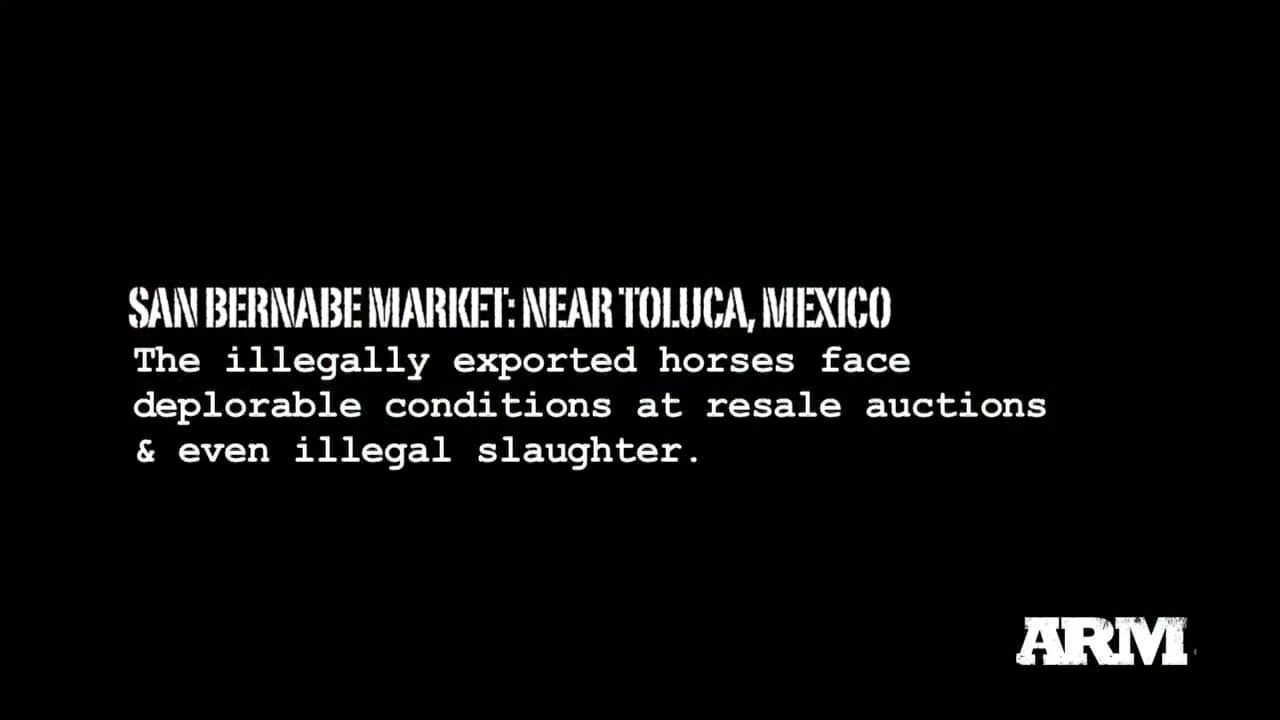 SAN BERNABE MARKET: NEAR TOLUCA, MEXICO
The illegally exported horses face
deplorable conditions at resale auctions
& even illegal slaughter.
ARM